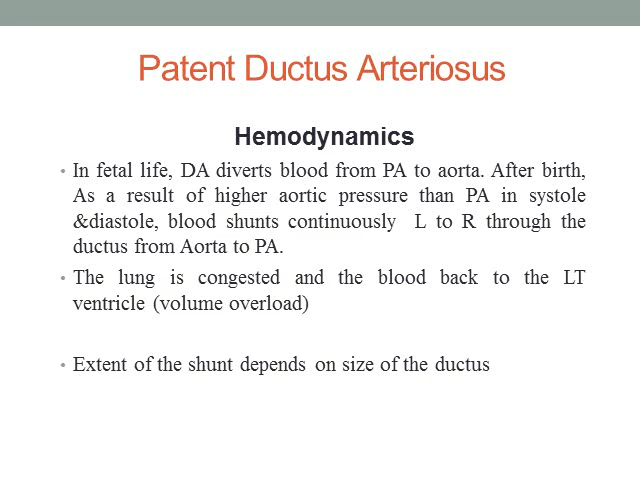 Patent Ductus Arteriosus
Hemodynamics
• In fetal life, DA diverts blood from PA to aorta. After birth,
As a result of higher aortic pressure than PA in systole
&diastole, blood shunts continuously L to R through the
ductus from Aorta to PA.
• The lung is congested and the blood back to the LT
ventricle (volume overload)
• Extent of the shunt depends on size of the ductus